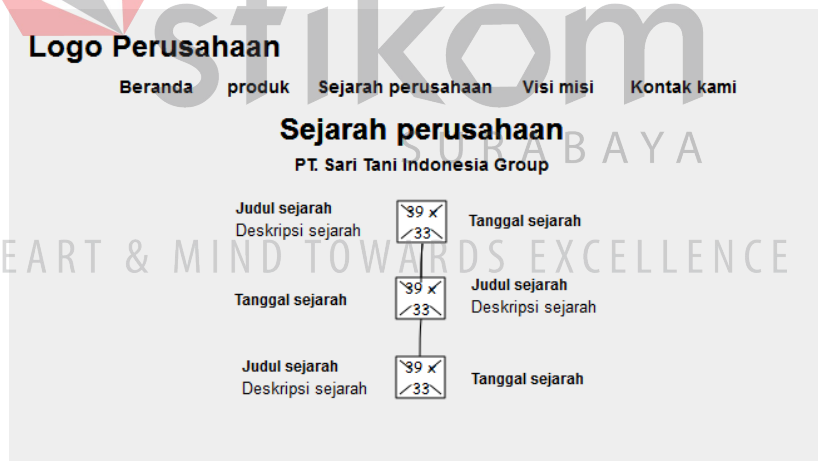 stikom
Logo Perusahaan
Beranda produk Sejarah perusahaan Visi misi Kontak kami
Sejarah perusahaan
SURABAYA
PT. Sari Tani Indonesia Group
Judul sejarah
Deskripsi sejarah
39 x
33
Tanggal sejarah
EART & MIND TOWARDS EXCELLENCE
Tanggal sejarah
39 x
33
Judul sejarah
Deskripsi sejarah
Judul sejarah
Deskripsi sejarah
39 x
33
Tanggal sejarah